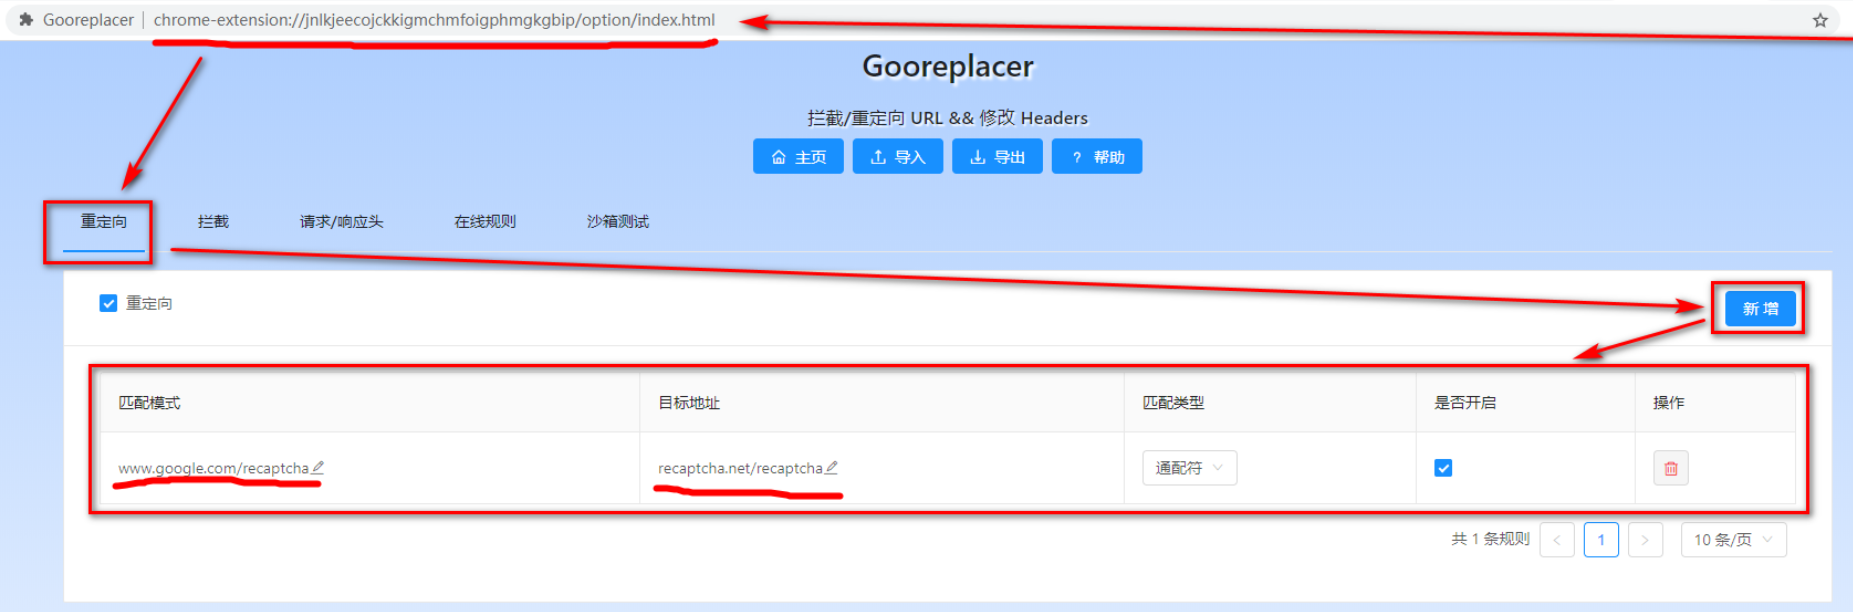 Gooreplacer | chrome-extension://jnlkjeecojckkigmchmfoigphmgkgbip/option/index.html
Gooreplacer
拦截/重定向 URL && 修改 Headers
主页 导入 导出 ? 帮助
重定向 拦截 请求/响应头 在线规则 沙箱测试
重定向 新 增
匹配模式 目标地址 匹配类型 是否开启 操作
www.google.com/recaptcha recaptcha.net/recaptcha 通配符
共 1 条规则 < 1 > 10 条/页